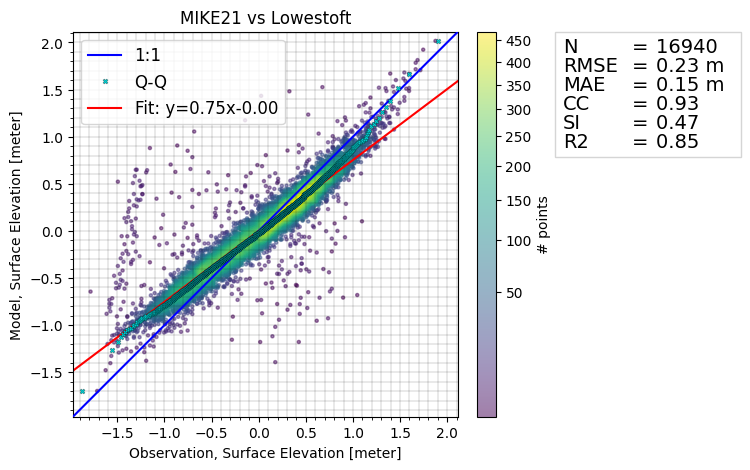 MIKE21 vs Lowestoft
1:1
Q-Q
Fit: y=0.75x-0.00
Model, Surface Elevation [meter]
2.0
1.5
1.0
0.5
0.0
−0.5
−1.0
−1.5
−1.5 −1.0 −0.5 0.0 0.5 1.0 1.5 2.0
Observation, Surface Elevation [meter]
450
400
350
300
250
200
150
100
50
# points
N = 16940
RMSE = 0.23 m
MAE = 0.15 m
CC = 0.93
SI = 0.47
R2 = 0.85